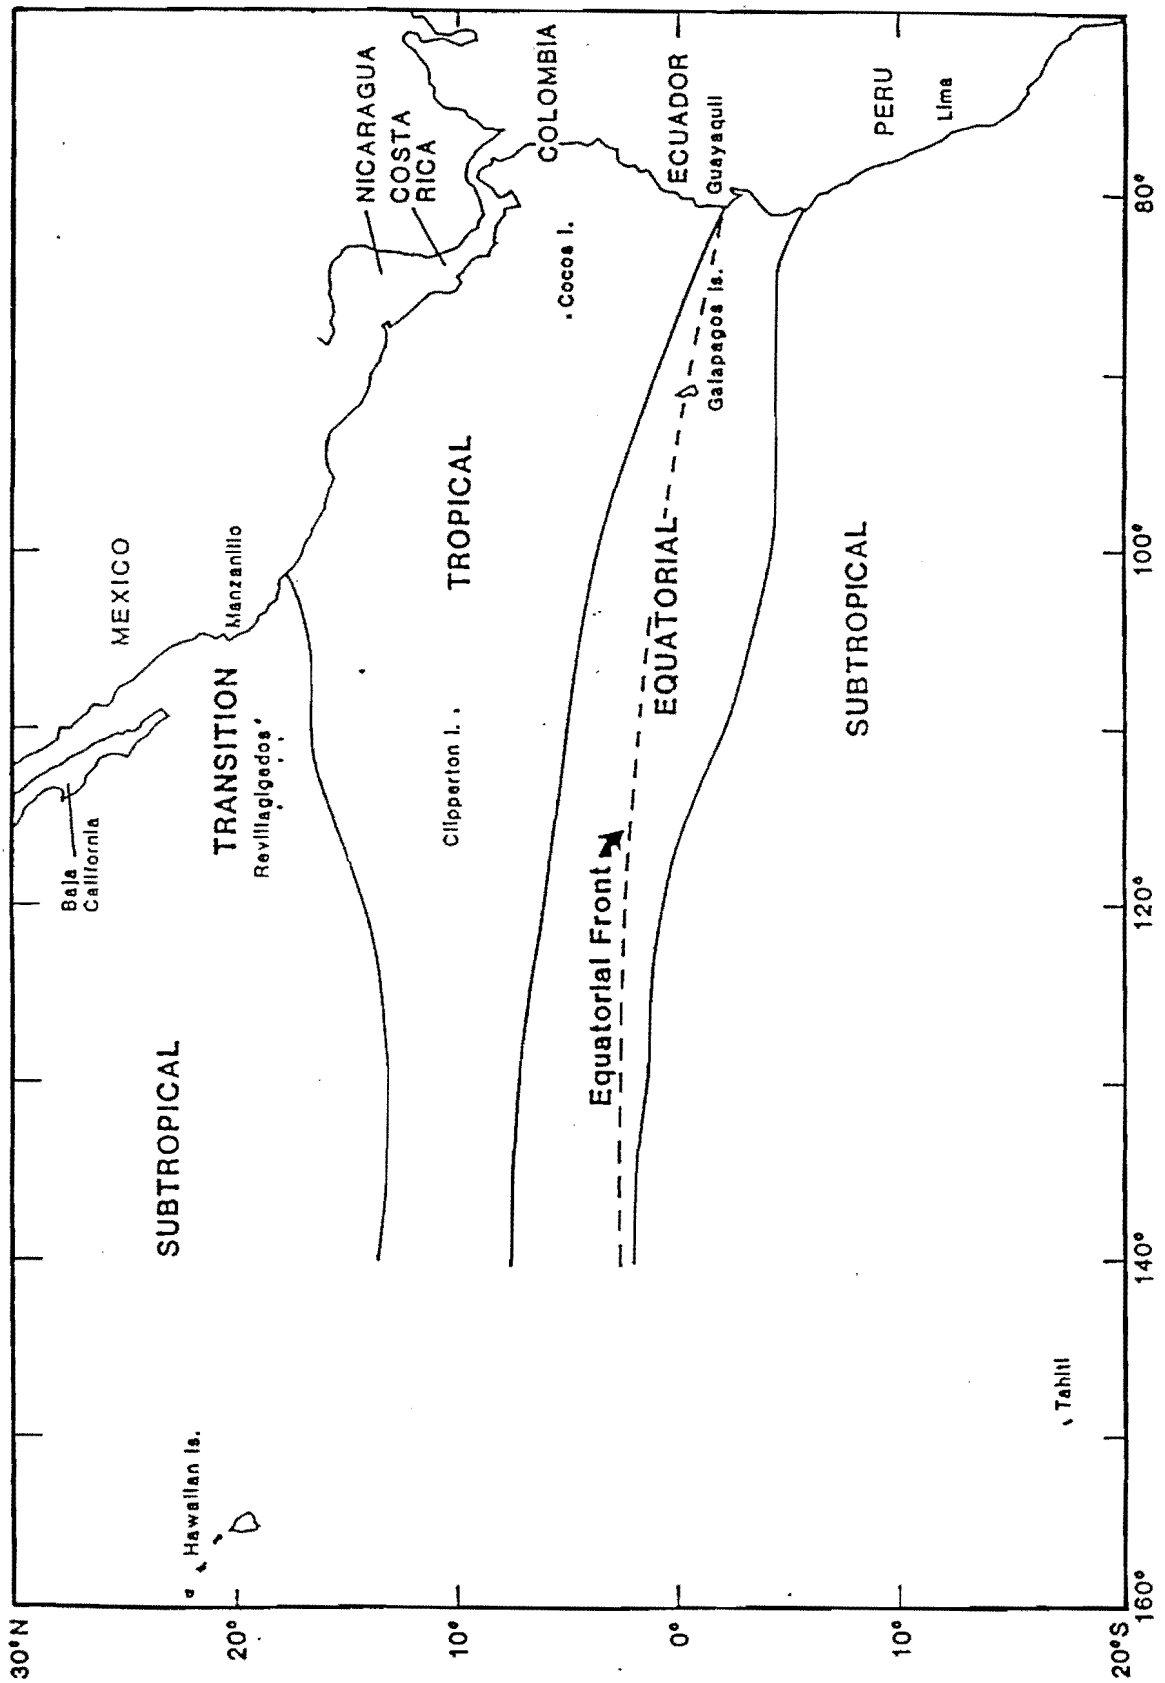 30°N
20°
10°
0°
10°
20°S
160°
140°
120°
100°
80°
Hawaiian Is.
SUBTROPICAL
Baja
California
MEXICO
TRANSITION
Revillagigados
Manzanillo
NICARAGUA
COSTA
RICA
Clipperton I.
TROPICAL
Cocos I.
COLOMBIA
Equatorial Front
EQUATORIAL
Galapagos Is.
ECUADOR
Guayaquil
SUBTROPICAL
PERU
Lima
Tahiti